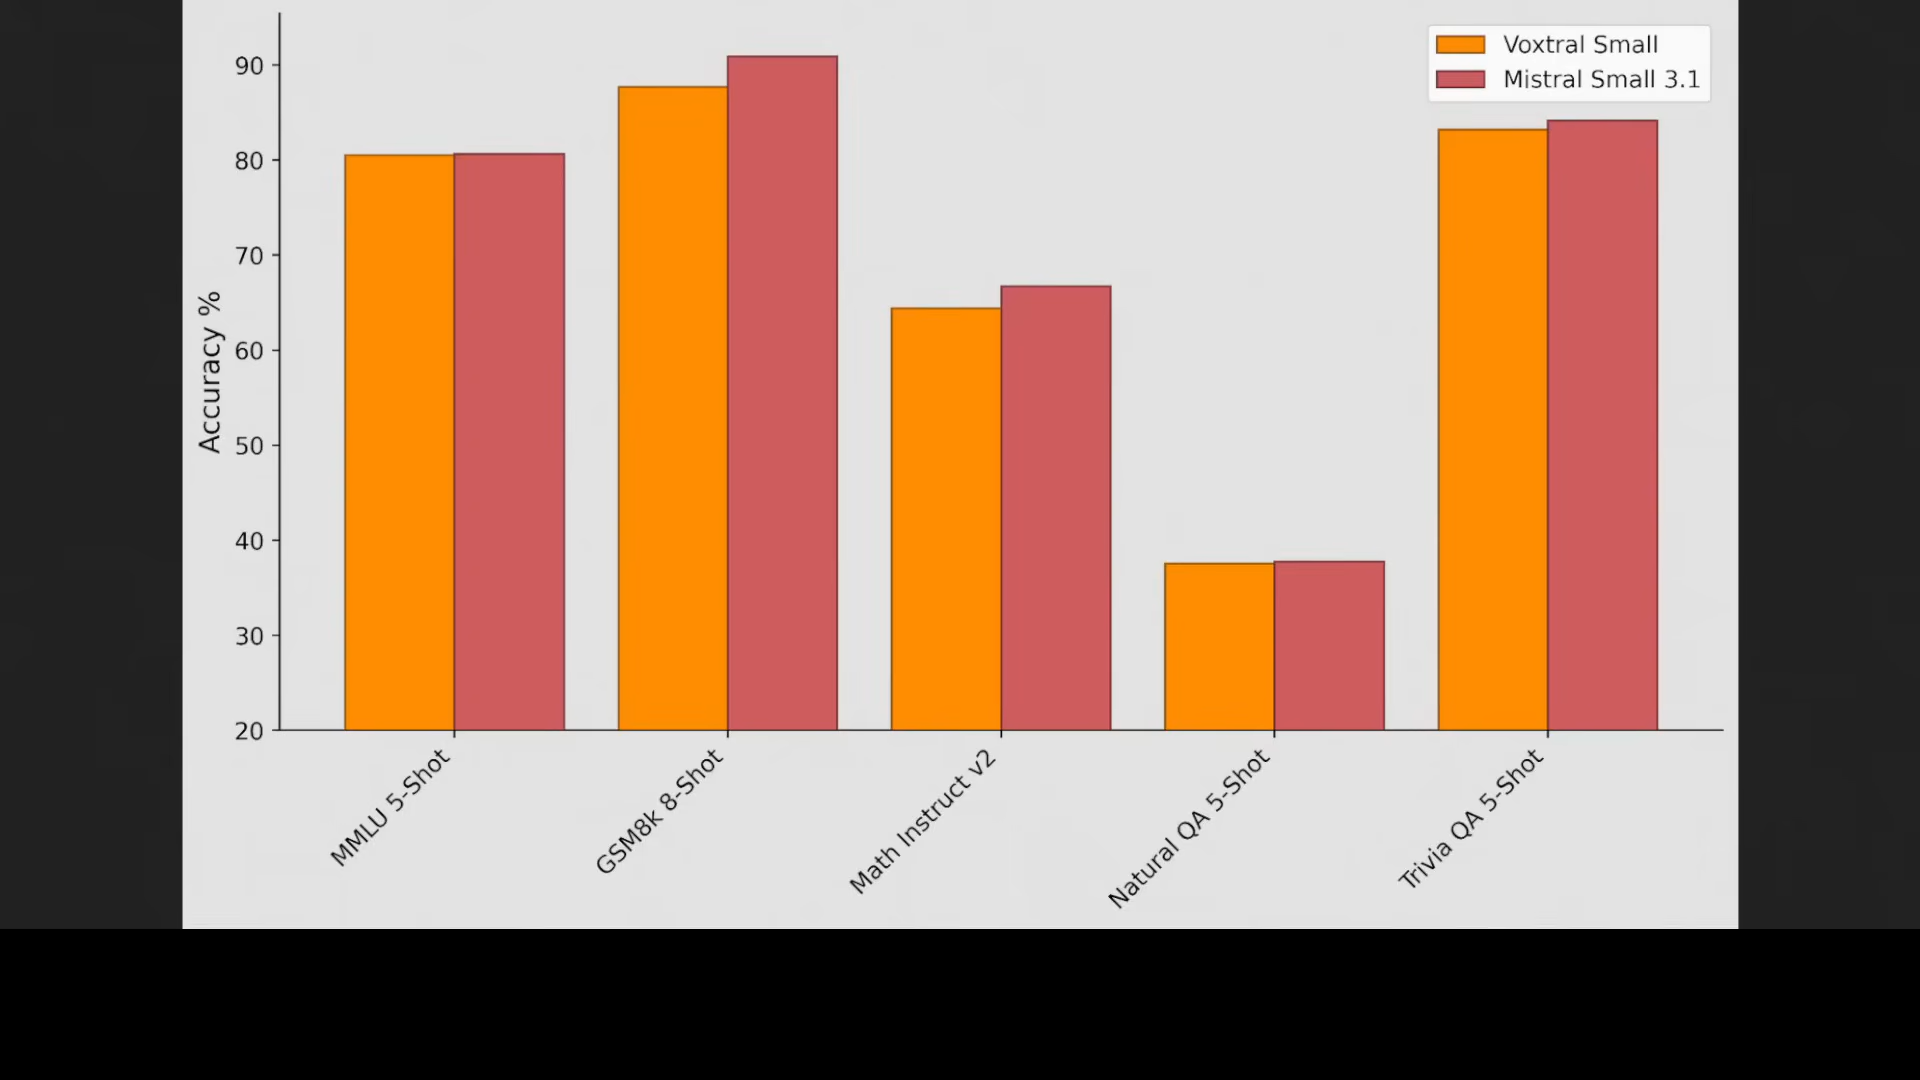 Voxtral Small
Mistral Small 3.1
Accuracy %
90
80
70
60
50
40
30
20
MMLU 5-Shot
GSM8k 8-Shot
Math Instruct v2
Natural QA 5-Shot
Trivia QA 5-Shot